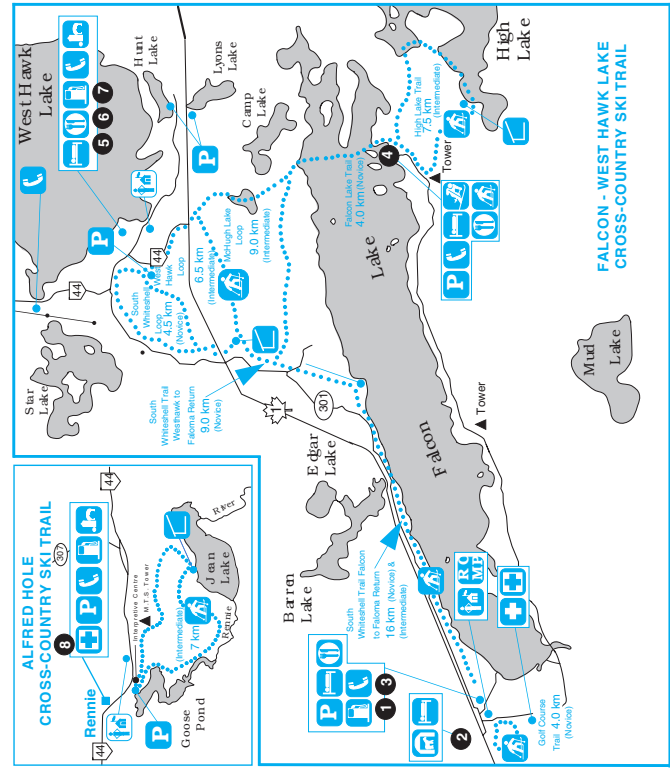 ALFRED HOLE
CROSS-COUNTRY SKI TRAIL
307
44
44
8
P
Rennie
Interpretive Centre
M.T.S. Tower
(Intermediate)
7 km
Jean
Lake
River
Rennie
Goose
Pond
P
FALCON - WEST HAWK LAKE
CROSS-COUNTRY SKI TRAIL
West Hawk
Lake
5 6 7
Hunt
Lake
Lyons
Lake
Camp
Lake
High
Lake
P
P
44
44
Star
Lake
South
Whiteshell
Loop
4.5 km
(Novice)
West
Hawk
Loop
6.5 km
(Intermediate)
McHugh Lake
Loop
9.0 km
(Intermediate)
High Lake Trail
7.5 km
(Intermediate)
Falcon Lake Trail
4.0 km (Novice)
4
Tower
P
South
Whiteshell Trail
Westhawk to
Faloma Return
9.0 km
(Novice)
1
301
Edgar
Lake
Barren
Lake
Falcon
Lake
Tower
Mud
Lake
South
Whiteshell Trail Falcon
to Faloma Return
16 km (Novice) &
(Intermediate)
RC
MP
P
1 3
2
Golf Course
Trail 4.0 km
(Novice)